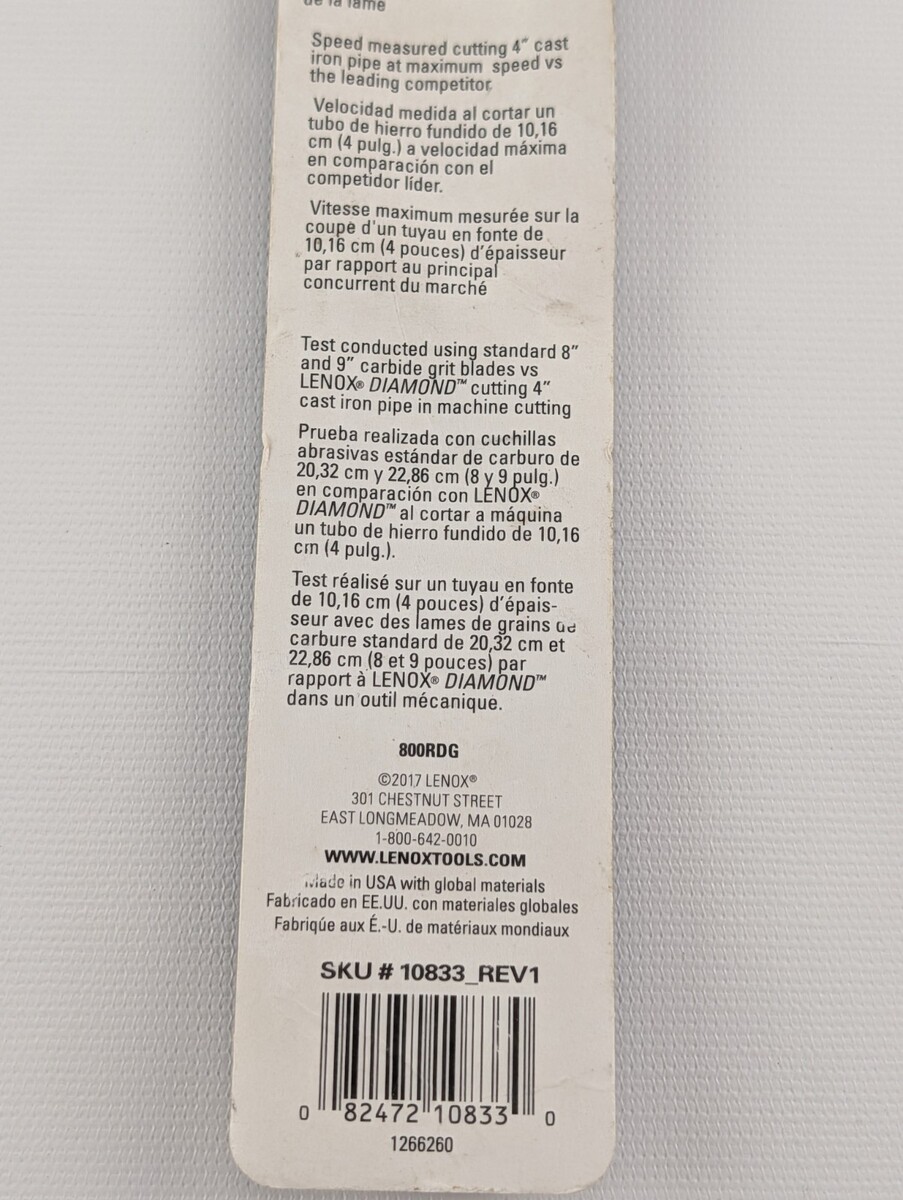 de la lame
Speed measured cutting 4” cast
iron pipe at maximum speed vs
the leading competitor.
Velocidad medida al cortar un
tubo de hierro fundido de 10,16
cm (4 pulg.) a velocidad máxima
en comparación con el
competidor líder.
Vitesse maximum mesurée sur la
coupe d'un tuyau en fonte de
10,16 cm (4 pouces) d’épaisseur
par rapport au principal
concurrent du marché
Test conducted using standard 8”
and 9” carbide grit blades vs
LENOX® DIAMOND™ cutting 4”
cast iron pipe in machine cutting
Prueba realizada con cuchillas
abrasivas estándar de carburo de
20,32 cm y 22,86 cm (8 y 9 pulg.)
en comparación con LENOX®
DIAMOND™ al cortar a máquina
un tubo de hierro fundido de 10,16
cm (4 pulg.).
Test réalisé sur un tuyau en fonte
de 10,16 cm (4 pouces) d’épais-
seur avec des lames de grains de
carbure standard de 20,32 cm et
22,86 cm (8 et 9 pouces) par
rapport à LENOX® DIAMOND™
dans un outil mécanique.
800RDG
©2017 LENOX®
301 CHESTNUT STREET
EAST LONGMEADOW, MA 01028
1-800-642-0010
WWW.LENOXTOOLS.COM
Made in USA with global materials
Fabricado en EE.UU. con materiales globales
Fabriqúe aux É.-U. de matériaux mondiaux
SKU # 10833_REV1
0 82472 10833 0
1266260